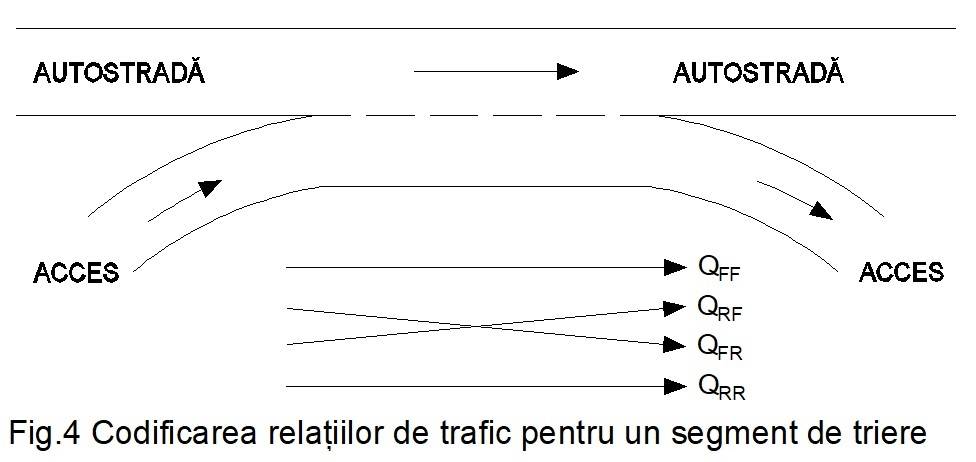 AUTOSTRADĂ AUTOSTRADĂ
ACCES ACCES
QFF
QRF
QFR
QRR
Fig.4 Codificarea relațiilor de trafic pentru un segment de triere